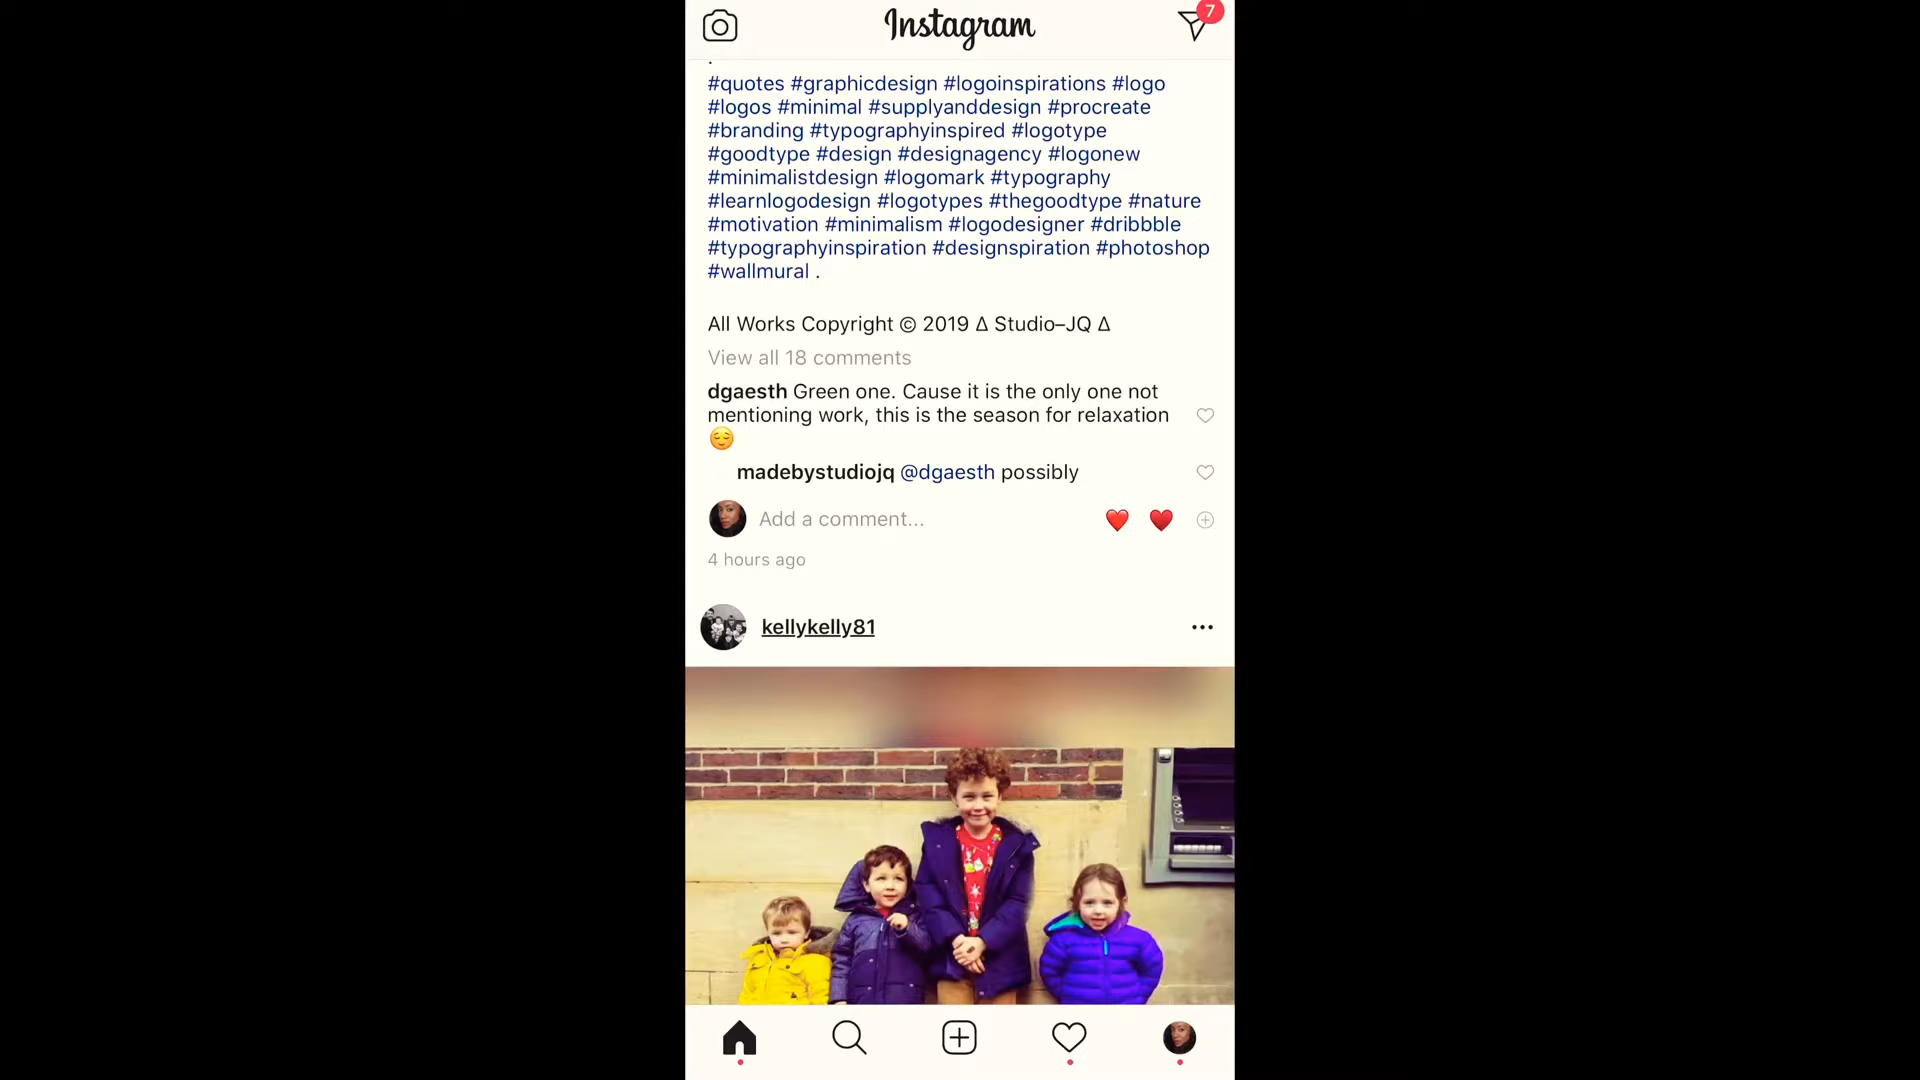 Instagram
7
.
#quotes #graphicdesign #logoinspirations #logo
#logos #minimal #supplyanddesign #procreate
#branding #typographyinspired #logotype
#goodtype #design #designagency #logonew
#minimalistdesign #logomark #typography
#learnlogodesign #logotypes #thegoodtype #nature
#motivation #minimalism #logodesigner #dribbble
#typographyinspiration #designspiration #photoshop
#wallmural .
All Works Copyright © 2019 Δ Studio–JQ Δ
View all 18 comments
dgaesth Green one. Cause it is the only one not
mentioning work, this is the season for relaxation
😌
madebystudiojq @dgaesth possibly
Add a comment... ❤️ ♥️
4 hours ago
kellykelly81